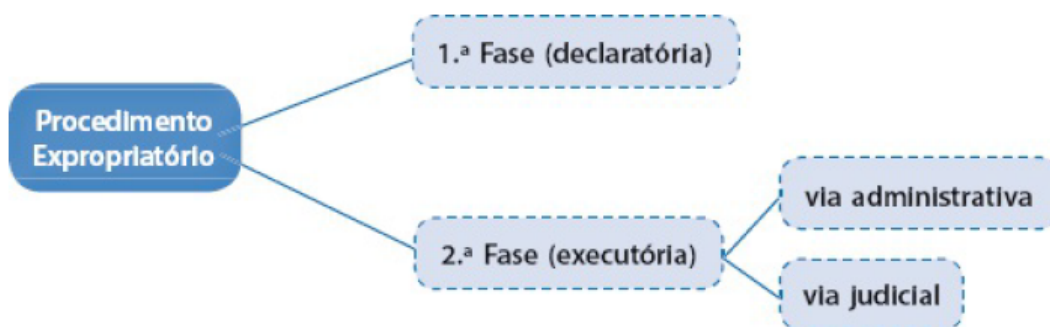 Procedimento
Expropriatório
1.ª Fase (declaratória)
2.ª Fase (executória)
via administrativa
via judicial